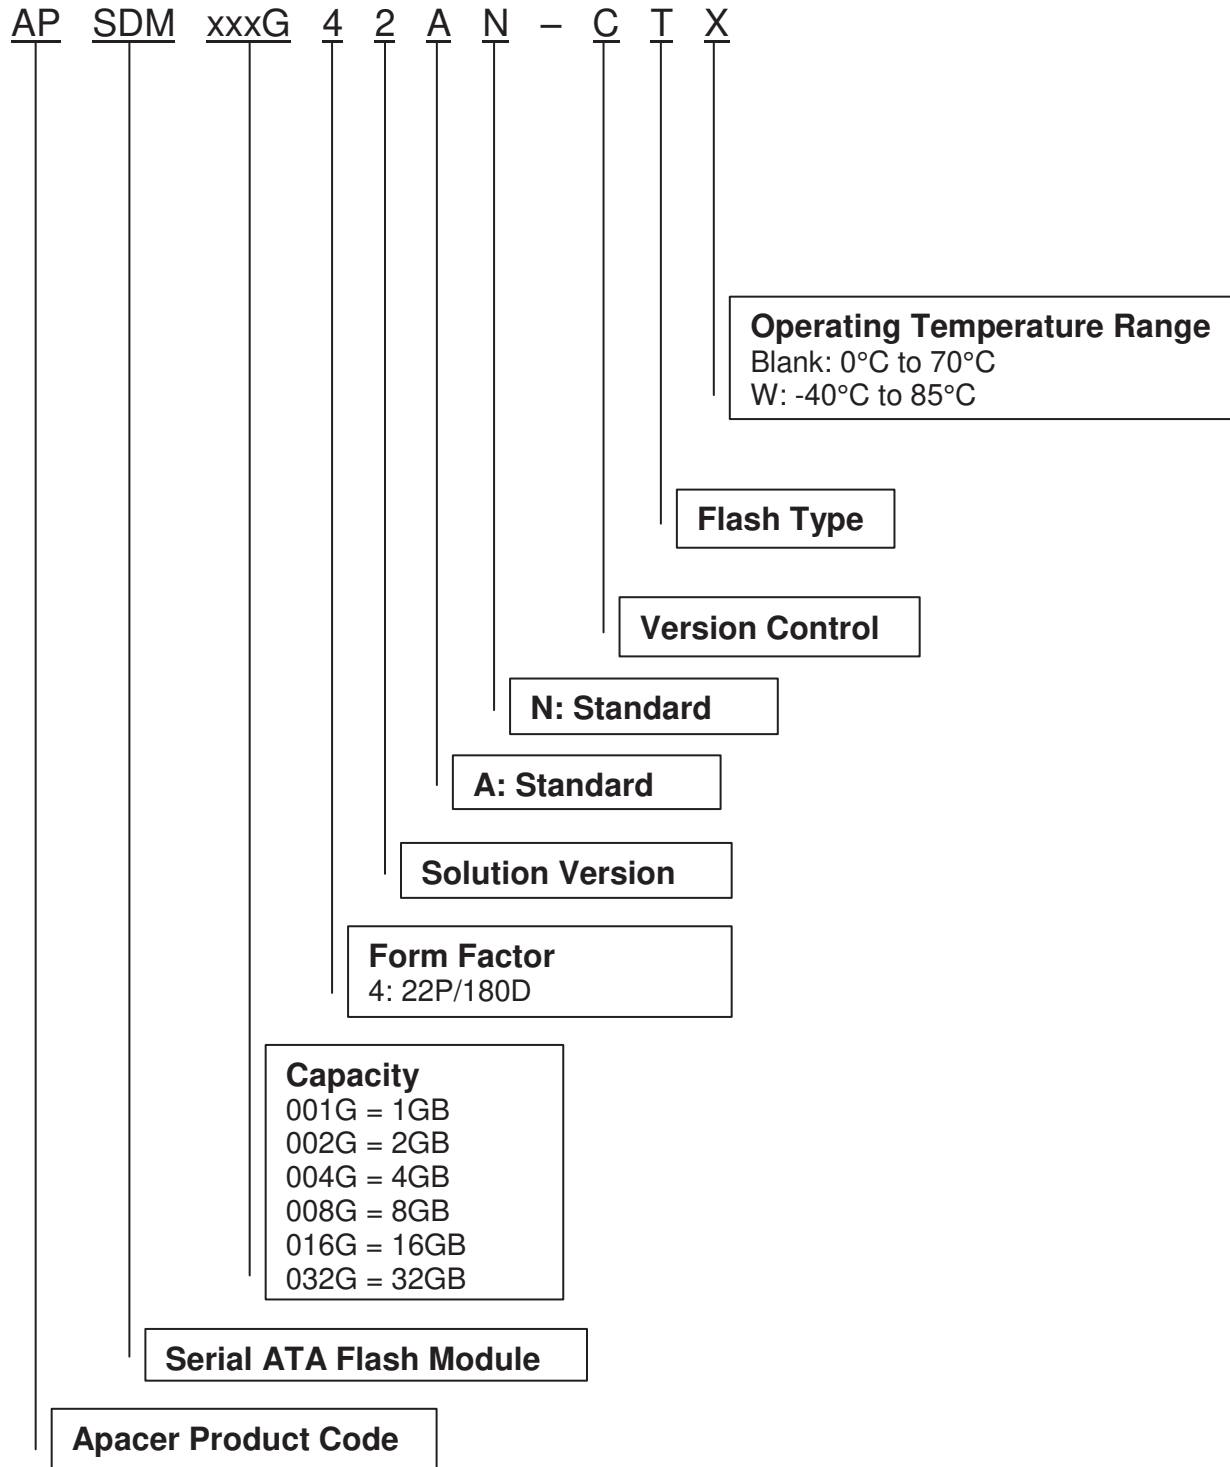 AP SDM xxxG 4 2 A N – C T X
Operating Temperature Range
Blank: 0°C to 70°C
W: -40°C to 85°C
Flash Type
Version Control
N: Standard
A: Standard
Solution Version
Form Factor
4: 22P/180D
Capacity
001G = 1GB
002G = 2GB
004G = 4GB
008G = 8GB
016G = 16GB
032G = 32GB
Serial ATA Flash Module
Apacer Product Code